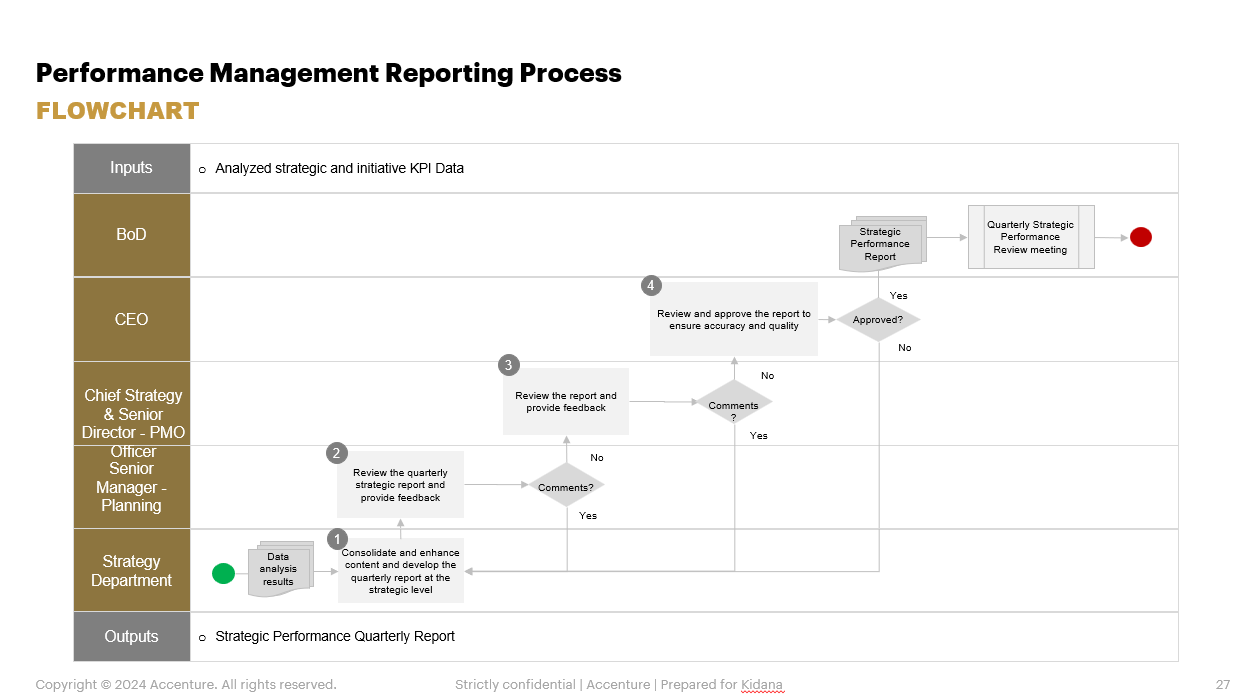 Performance Management Reporting Process
FLOWCHART
Inputs
o Analyzed strategic and initiative KPI Data
BoD
Strategic
Performance
Report
Quarterly Strategic
Performance
Review meeting
CEO
4
Review and approve the report to
ensure accuracy and quality
Yes
Approved?
No
Chief Strategy
& Senior
Director - PMO
Officer
3
Review the report and
provide feedback
No
Comments
?
Yes
Senior
Manager -
Planning
2
Review the quarterly
strategic report and
provide feedback
No
Comments?
Yes
Strategy
Department
Data
analysis
results
1
Consolidate and enhance
content and develop the
quarterly report at the
strategic level
Outputs
o Strategic Performance Quarterly Report
Copyright © 2024 Accenture. All rights reserved.
Strictly confidential | Accenture | Prepared for Kidana
27